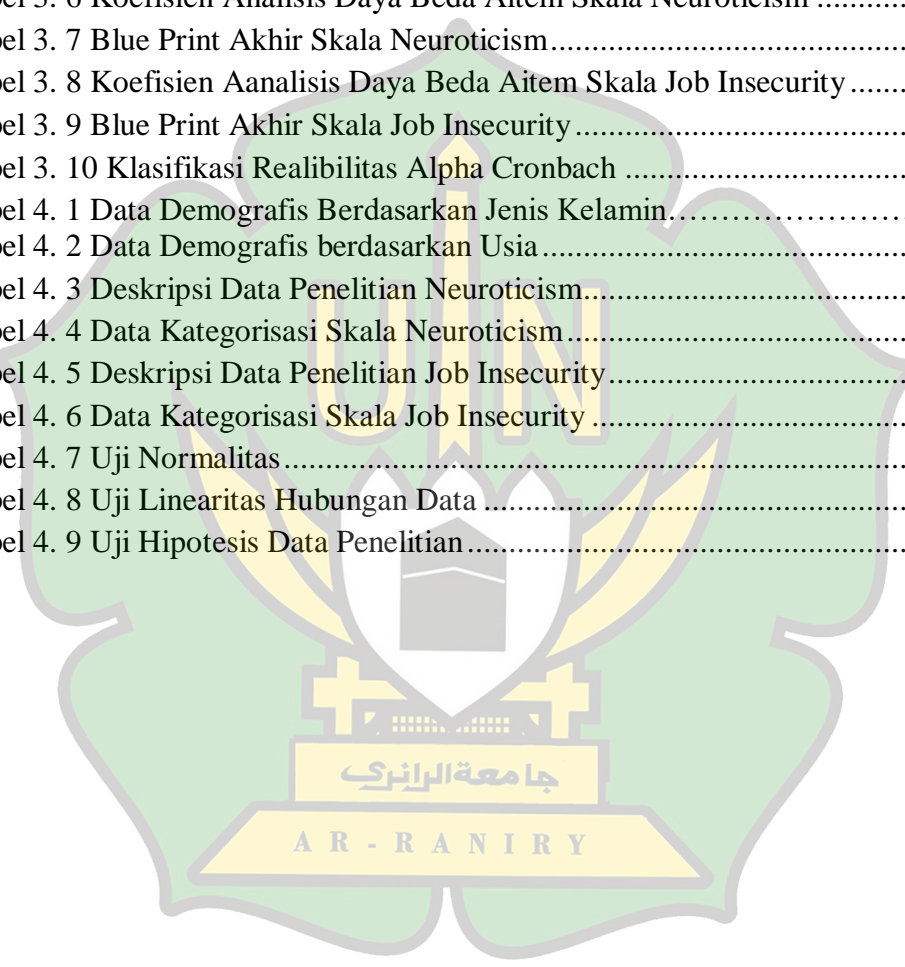 bel 3. 6 Koefisien Analisis Daya Beda Aitem Skala Neuroticism ..........
bel 3. 7 Blue Print Akhir Skala Neuroticism..........................................
bel 3. 8 Koefisien Aanalisis Daya Beda Aitem Skala Job Insecurity .......
bel 3. 9 Blue Print Akhir Skala Job Insecurity.......................................
bel 3. 10 Klasifikasi Realibilitas Alpha Cronbach .................................
bel 4. 1 Data Demografis Berdasarkan Jenis Kelamin…………………
bel 4. 2 Data Demografis berdasarkan Usia ...........................................
bel 4. 3 Deskripsi Data Penelitian Neuroticism......................................
bel 4. 4 Data Kategorisasi Skala Neuroticism ........................................
bel 4. 5 Deskripsi Data Penelitian Job Insecurity...................................
bel 4. 6 Data Kategorisasi Skala Job Insecurity .....................................
bel 4. 7 Uji Normalitas...........................................................................
bel 4. 8 Uji Linearitas Hubungan Data ..................................................
bel 4. 9 Uji Hipotesis Data Penelitian....................................................
UIN
جامعةالرانري
AR-RANIRY